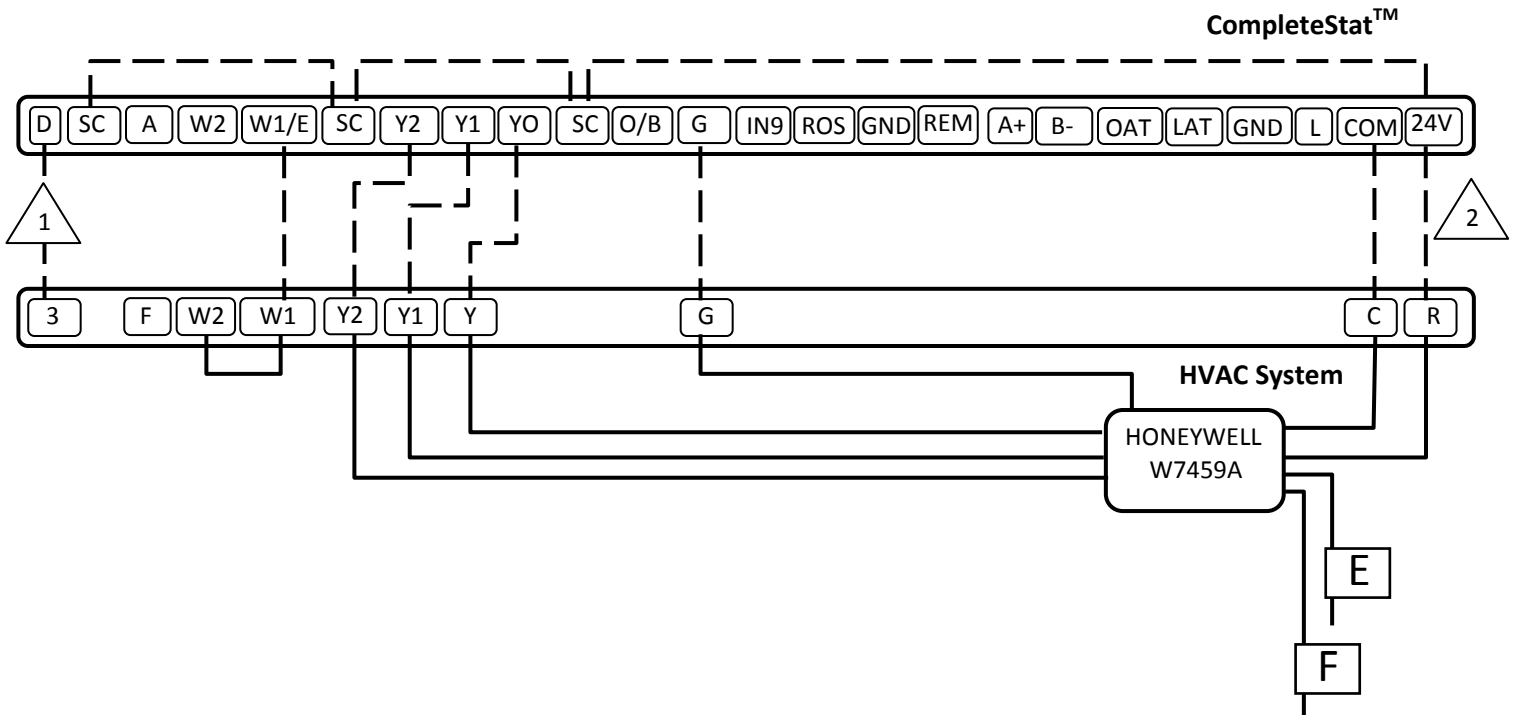 CompleteStat™
D SC A W2 W1/E SC Y2 Y1 YO SC O/B G IN9 ROS GND REM A+ B- OAT LAT GND L COM 24V
1 2
3 F W2 W1 Y2 Y1 Y G C R
HVAC System
HONEYWELL
W7459A
E
F